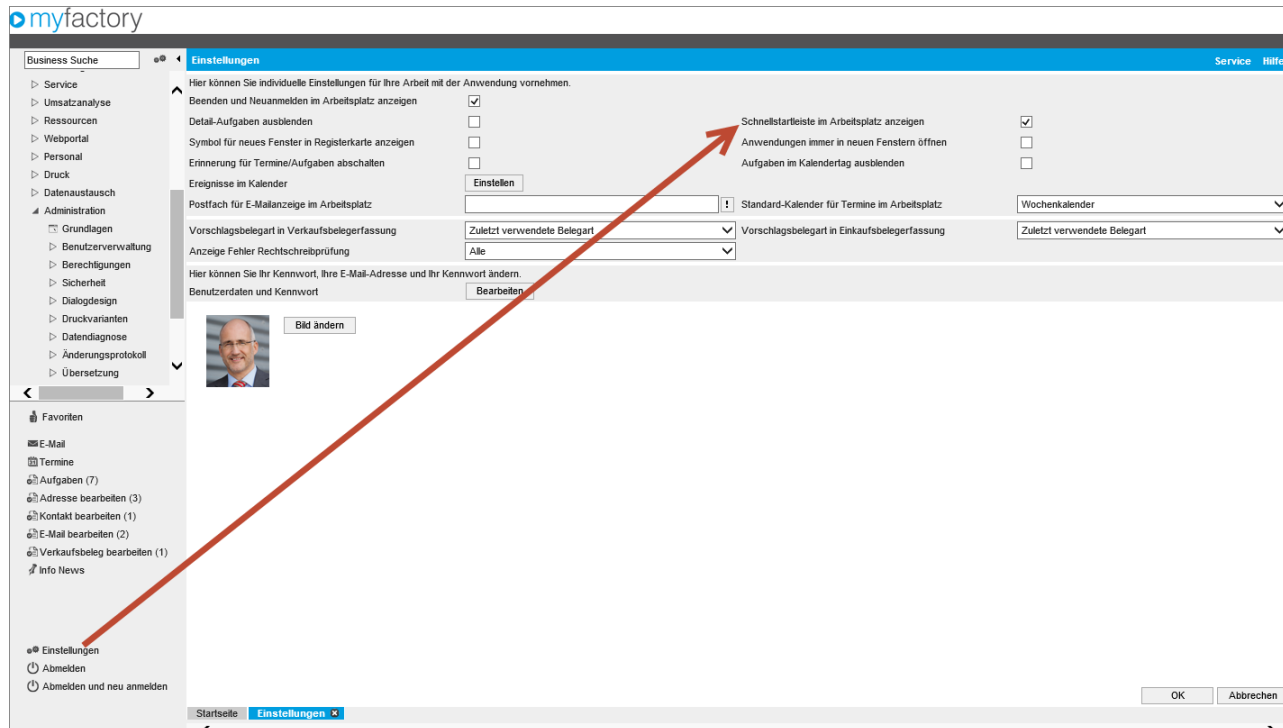 myfactory
Business Suche
Einstellungen
Service Hilfe
Service
Umsatzanalyse
Ressourcen
Webportal
Personal
Druck
Datenaustausch
Administration
Grundlagen
Benutzerverwaltung
Berechtigungen
Sicherheit
Dialogdesign
Druckvarianten
Datendiagnose
Änderungsprotokoll
Übersetzung
Favoriten
E-Mail
Termine
Aufgaben (7)
Adresse bearbeiten (3)
Kontakt bearbeiten (1)
E-Mail bearbeiten (2)
Verkaufsbeleg bearbeiten (1)
Info News
Einstellungen
Abmelden
Abmelden und neu anmelden
Hier können Sie individuelle Einstellungen für Ihre Arbeit mit der Anwendung vornehmen.
Beenden und Neuanmelden im Arbeitsplatz anzeigen
Detail-Aufgaben ausblenden
Schnellstartleiste im Arbeitsplatz anzeigen
Symbol für neues Fenster in Registerkarte anzeigen
Anwendungen immer in neuen Fenstern öffnen
Erinnerung für Termine/Aufgaben abschalten
Aufgaben im Kalendertag ausblenden
Ereignisse im Kalender
Einstellen
Postfach für E-Mailanzeige im Arbeitsplatz
!
Standard-Kalender für Termine im Arbeitsplatz
Wochenkalender
Vorschlagsbelegart in Verkaufsbelegerfassung
Zuletzt verwendete Belegart
Vorschlagsbelegart in Einkaufsbelegerfassung
Zuletzt verwendete Belegart
Anzeige Fehler Rechtschreibprüfung
Alle
Hier können Sie Ihr Kennwort, Ihre E-Mail-Adresse und Ihr Kennwort ändern.
Benutzerdaten und Kennwort
Bearbeiten
Bild ändern
OK
Abbrechen
Startseite
Einstellungen